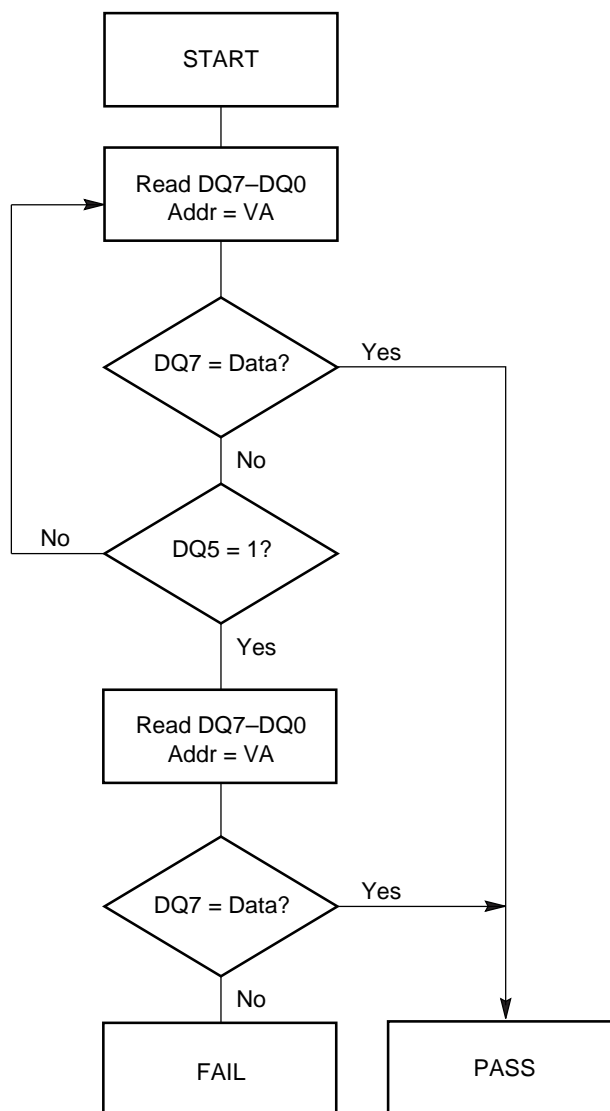 START
Read DQ7–DQ0
Addr = VA
DQ7 = Data?
Yes
No
No
DQ5 = 1?
Yes
Read DQ7–DQ0
Addr = VA
DQ7 = Data?
Yes
No
FAIL
PASS